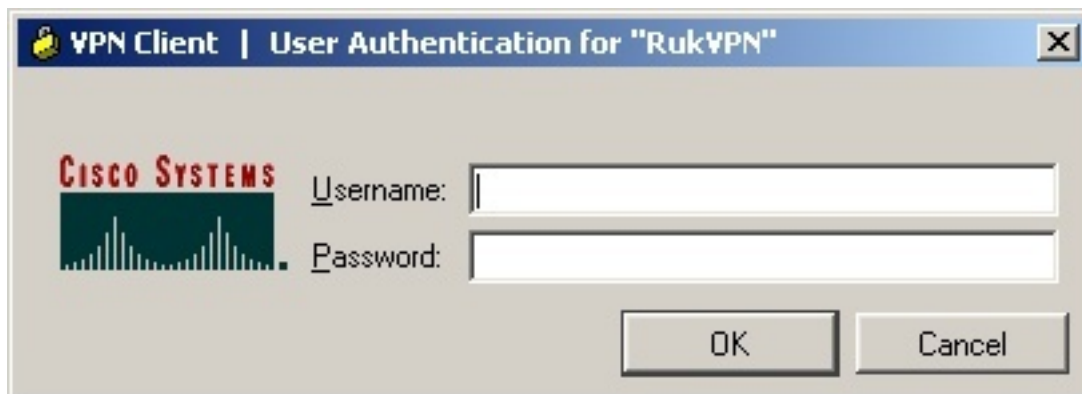 VPN Client | User Authentication for "RukVPN"
CISCO SYSTEMS
Username:
Password:
OK
Cancel